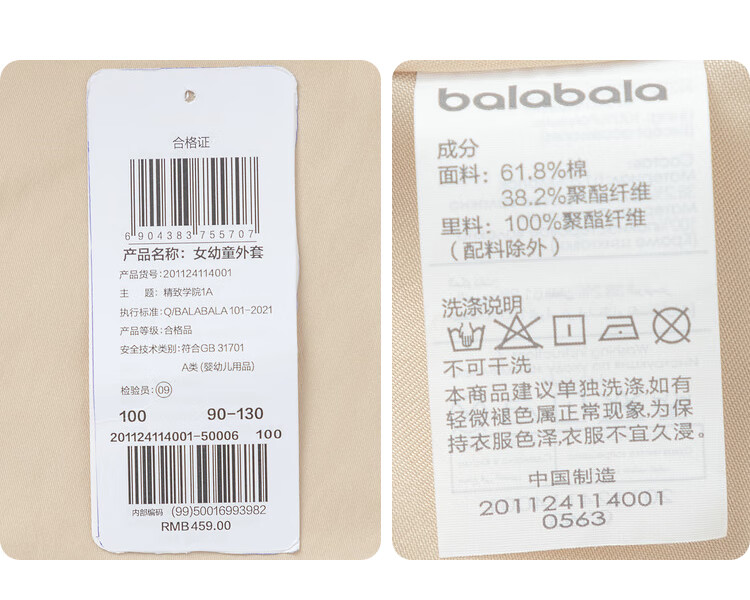 合格证
6 904383 755707
产品名称：女幼童外套
产品货号：201124114001
主 题：精致学院1A
执行标准：Q/BALABALA 101-2021
产品等级：合格品
安全技术类别：符合GB 31701
A类 (婴幼儿用品)
检验员：09
100 90-130
201124114001-50006 100
内部编码 (99)50016993982
RMB459.00
balabala
成分
面料：61.8%棉
38.2%聚酯纤维
里料：100%聚酯纤维
（配料除外）
洗涤说明
不可干洗
本商品建议单独洗涤,如有
轻微褪色属正常现象,为保
持衣服色泽,衣服不宜久浸。
中国制造
201124114001
0563